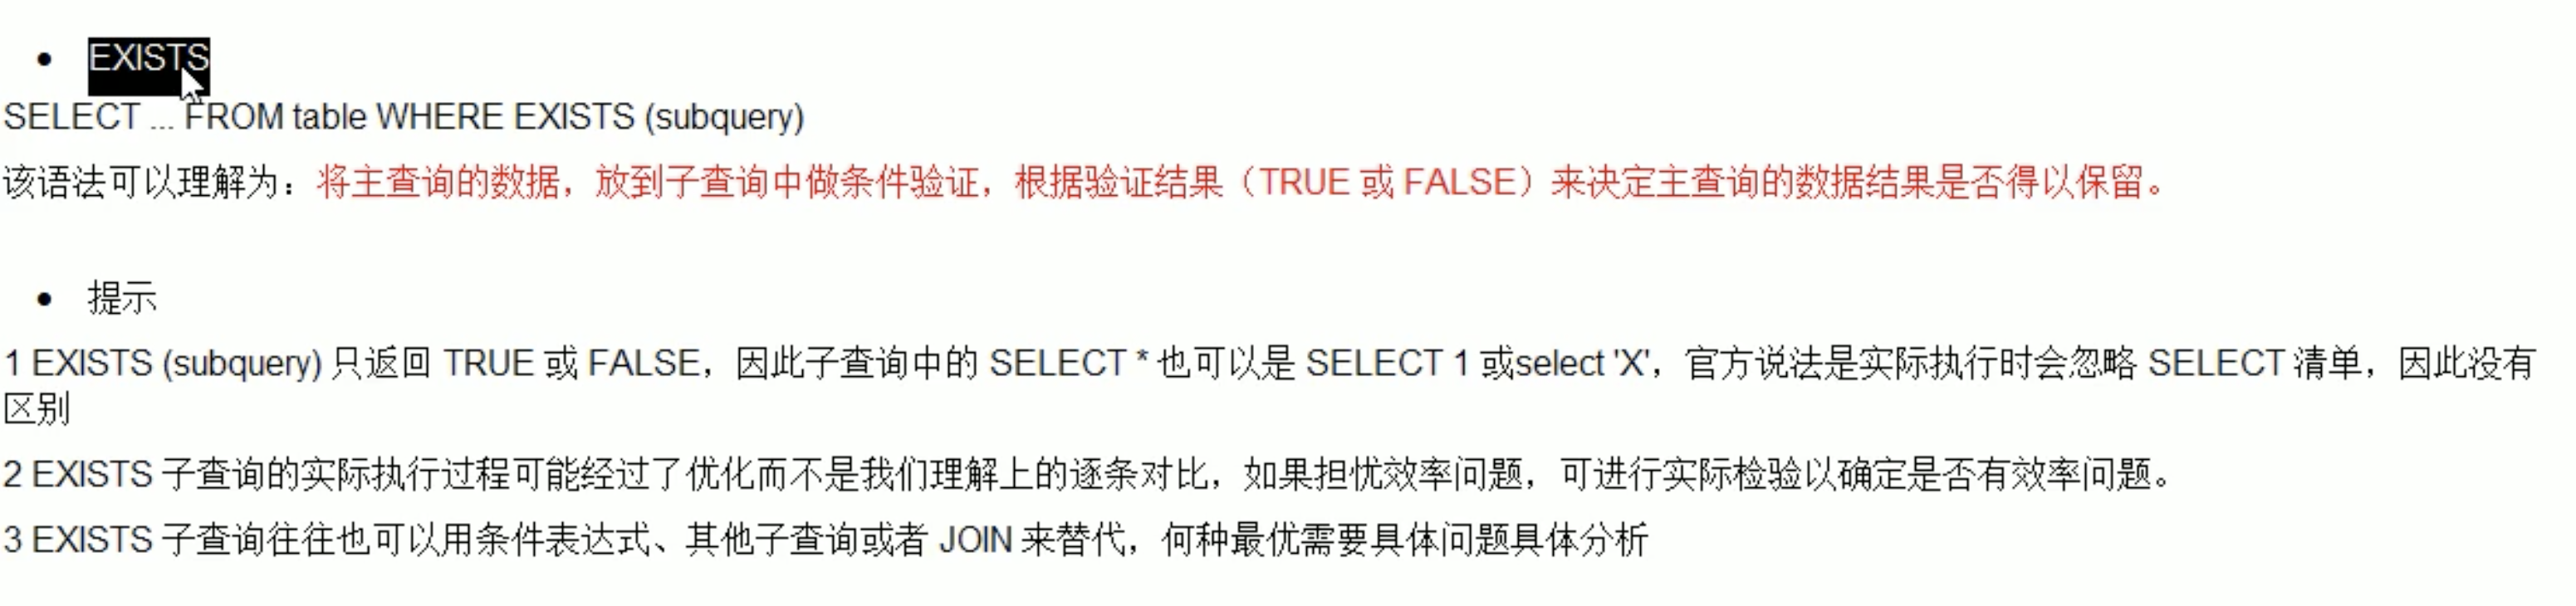 • EXISTS
SELECT ... FROM table WHERE EXISTS (subquery)
该语法可以理解为：将主查询的数据，放到子查询中做条件验证，根据验证结果（TRUE 或 FALSE）来决定主查询的数据结果是否得以保留。
• 提示
1 EXISTS (subquery) 只返回 TRUE 或 FALSE，因此子查询中的 SELECT * 也可以是 SELECT 1 或select 'X'，官方说法是实际执行时会忽略 SELECT 清单，因此没有
区别
2 EXISTS 子查询的实际执行过程可能经过了优化而不是我们理解上的逐条对比，如果担忧效率问题，可进行实际检验以确定是否有效率问题。
3 EXISTS 子查询往往也可以用条件表达式、其他子查询或者 JOIN 来替代，何种最优需要具体问题具体分析